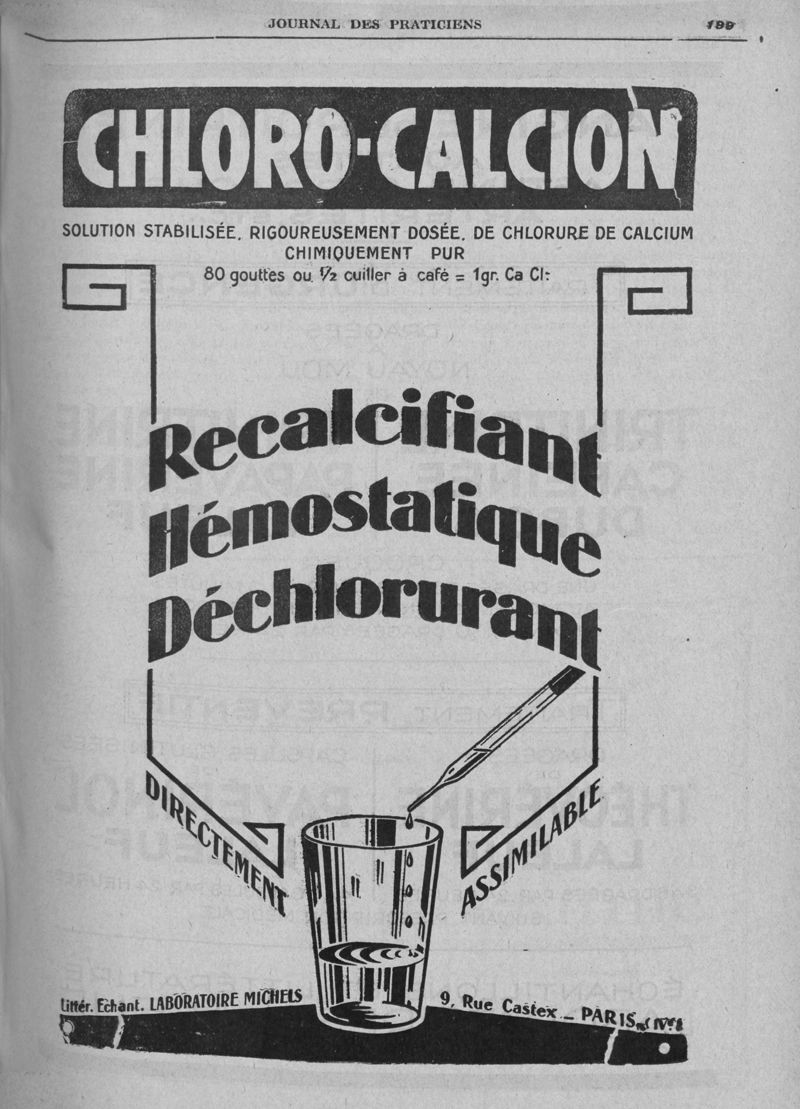 JOURNAL DES PRATICIENS 199
CHLORO-CALCION
SOLUTION STABILISÉE, RIGOUREUSEMENT DOSÉE, DE CHLORURE DE CALCIUM
CHIMIQUEMENT PUR
80 gouttes ou 1/2 cuiller à café = 1gr. Ca Cl²
Recalcifiant
Hémostatique
Déchlorurant
DIRECTEMENT ASSIMILABLE
Littér. Echant. LABORATOIRE MICHELS 9, Rue Castex _ PARIS